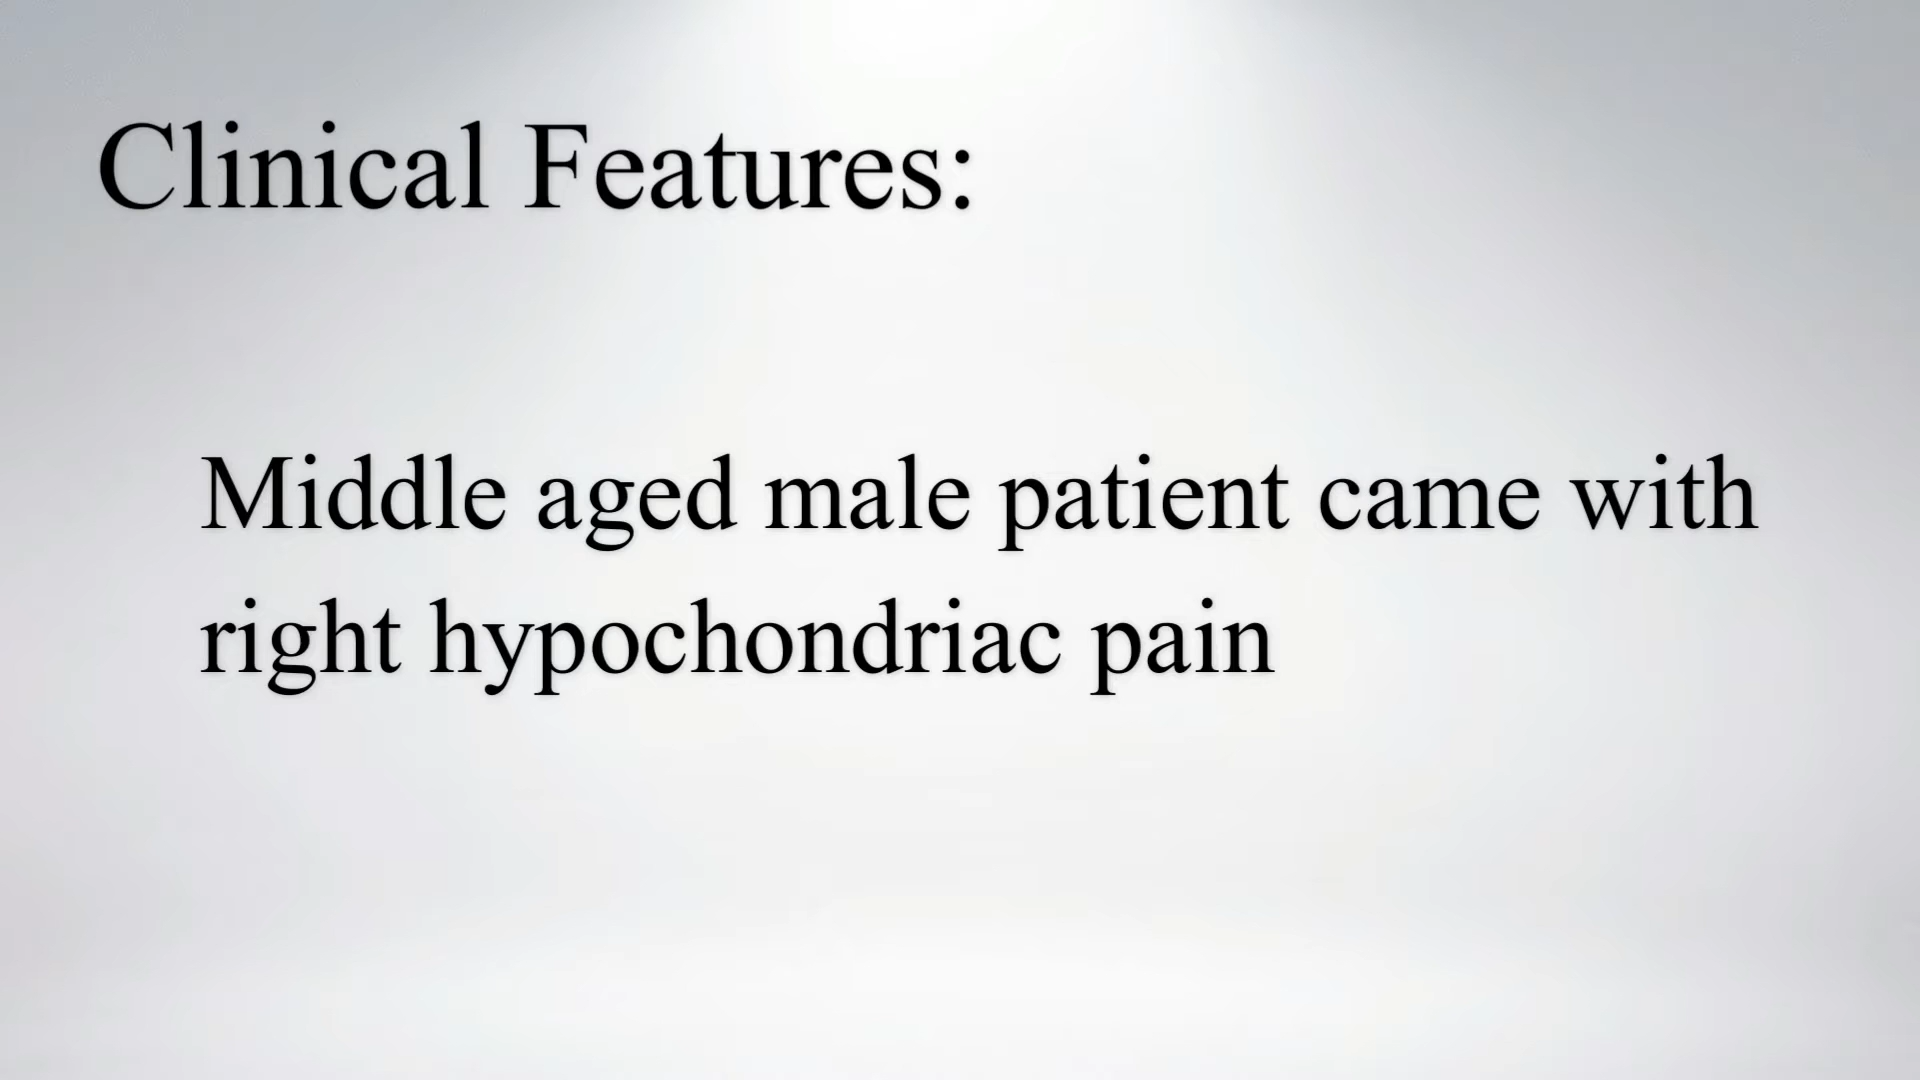 Clinical Features:
Middle aged male patient came with
right hypochondriac pain